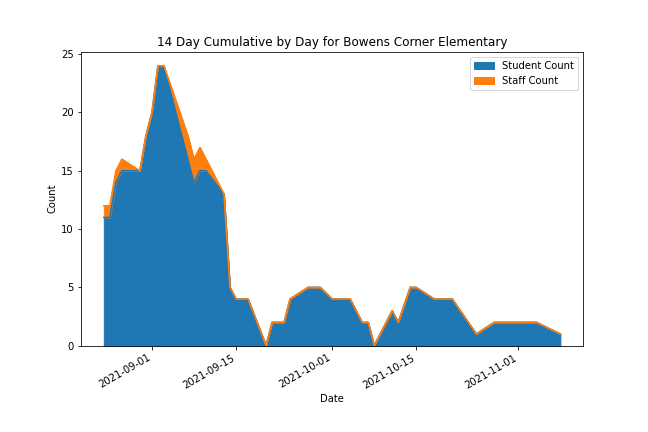 14 Day Cumulative by Day for Bowens Corner Elementary
Student Count
Staff Count
25
20
15
10
5
0
Count
2021-09-01
2021-09-15
2021-10-01
2021-10-15
2021-11-01
Date